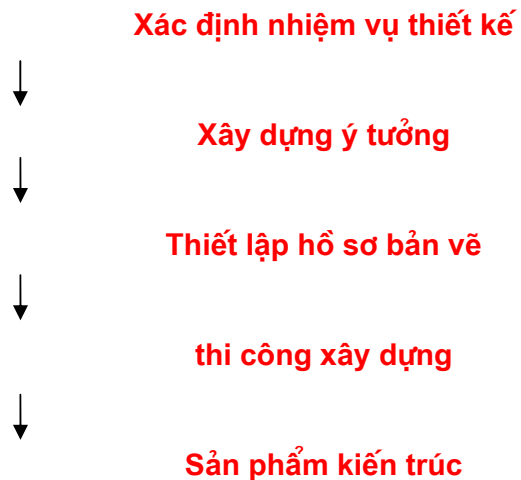 Xác định nhiệm vụ thiết kế
Xây dựng ý tưởng
Thiết lập hồ sơ bản vẽ
thi công xây dựng
Sản phẩm kiến trúc